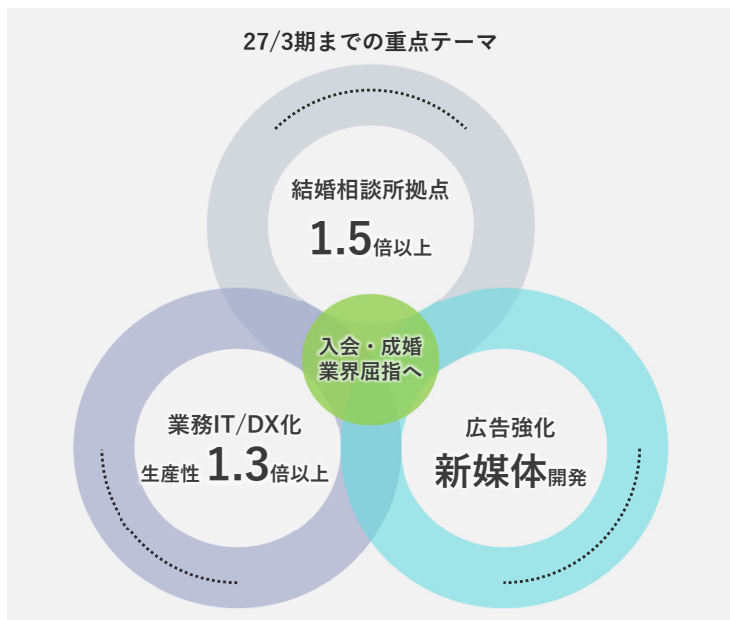 27/3期までの重点テーマ
結婚相談所拠点
1.5倍以上
入会・成婚
業界屈指へ
業務IT/DX化
生産性 1.3倍以上
広告強化
新媒体開発